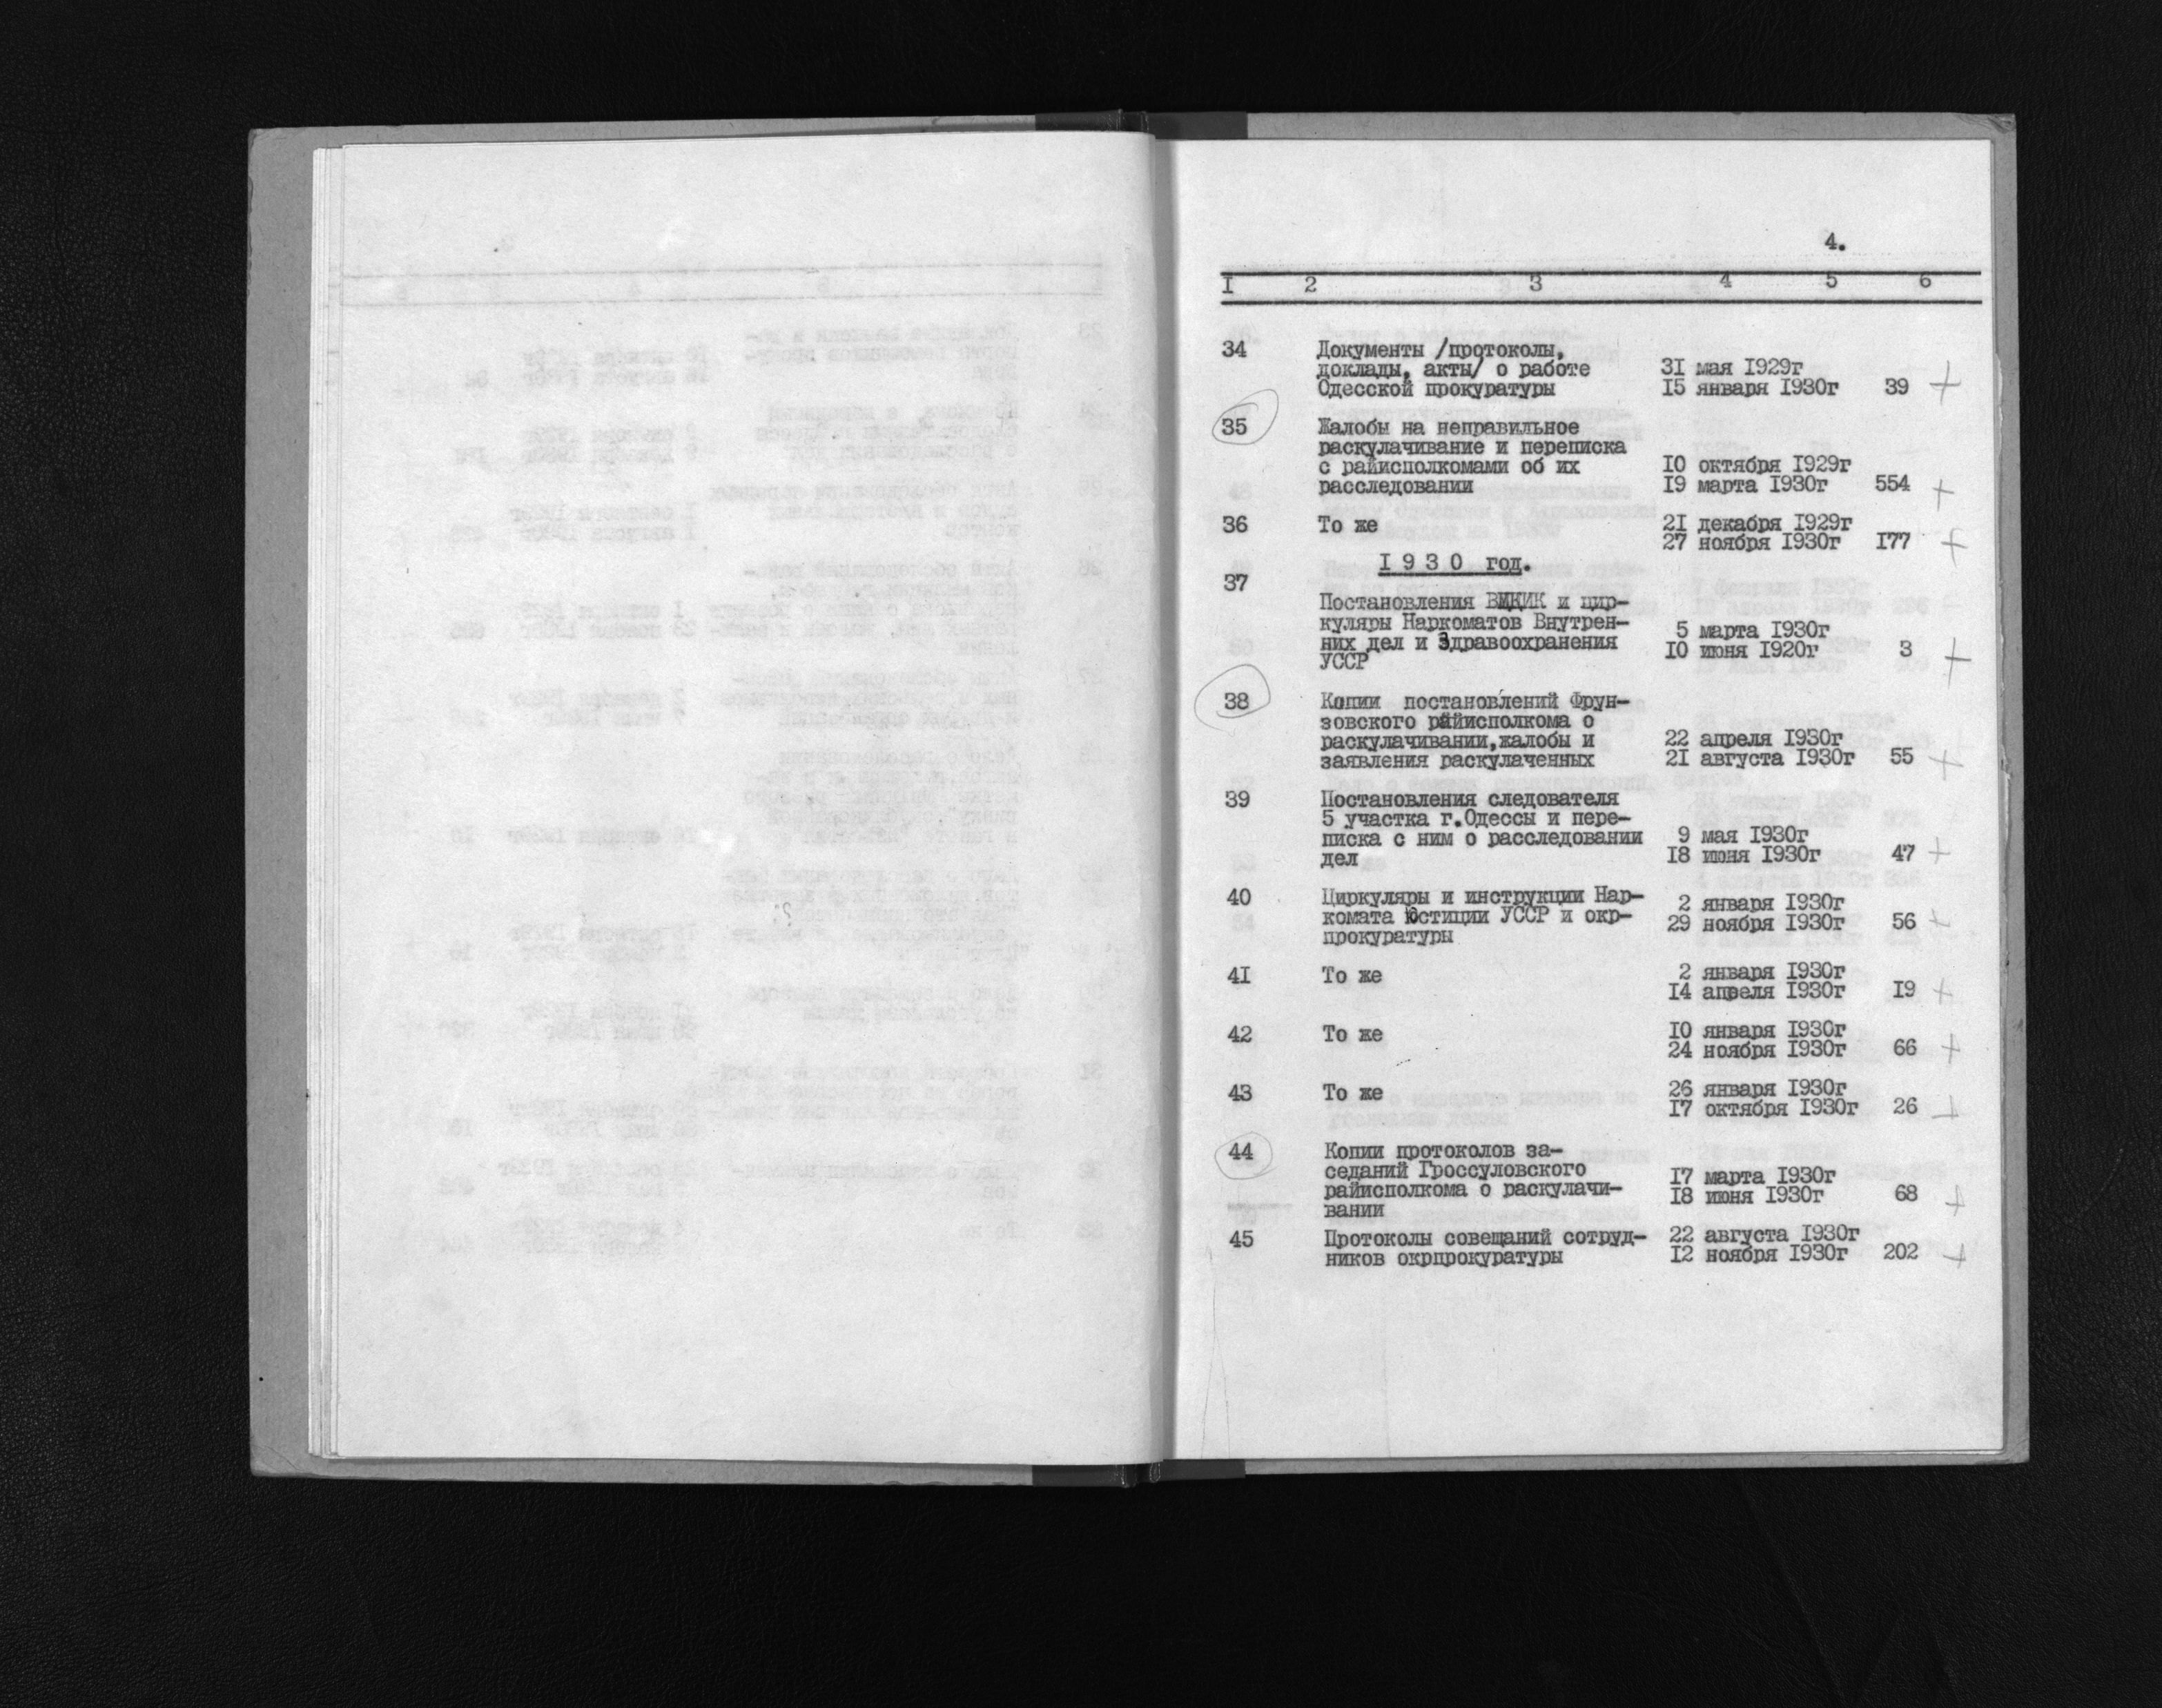 4.
I 2 3 4 5 6
34 Документы /протоколы,
доклады, акты/ о работе 31 мая 1929г
Одесской прокуратуры 15 января 1930г 39 +
35 Жалобы на неправильное
раскулачивание и переписка
с райисполкомами об их 10 октября 1929г
расследовании 19 марта 1930г 554 +
36 То же 21 декабря 1929г
27 ноября 1930г 177 +
1930 год.
37
Постановления ВЦИК и цир-
куляры Наркоматов Внутрен-
них дел и Здравоохранения 5 марта 1930г
УССР 10 июня 1920г 3 +
38 Копии постановлений Фрун-
зовского райисполкома о
раскулачивании,жалобы и 22 апреля 1930г
заявления раскулаченных 21 августа 1930г 55 +
39 Постановления следователя
5 участка г.Одессы и пере-
писка с ним о расследовании 9 мая 1930г
дел 18 июня 1930г 47 +
40 Циркуляры и инструкции Нар- 2 января 1930г
комата Юстиции УССР и окр- 29 ноября 1930г 56 +
прокуратуры
41 То же 2 января 1930г
14 апреля 1930г 19 +
42 То же 10 января 1930г
24 ноября 1930г 66 +
43 То же 26 января 1930г
17 октября 1930г 26 +
44 Копии протоколов за-
седаний Гроссуловского 17 марта 1930г
райисполкома о раскулачи- 18 июня 1930г 68 +
вании
45 Протоколы совещаний сотруд- 22 августа 1930г
ников окрпрокуратуры 12 ноября 1930г 202 +